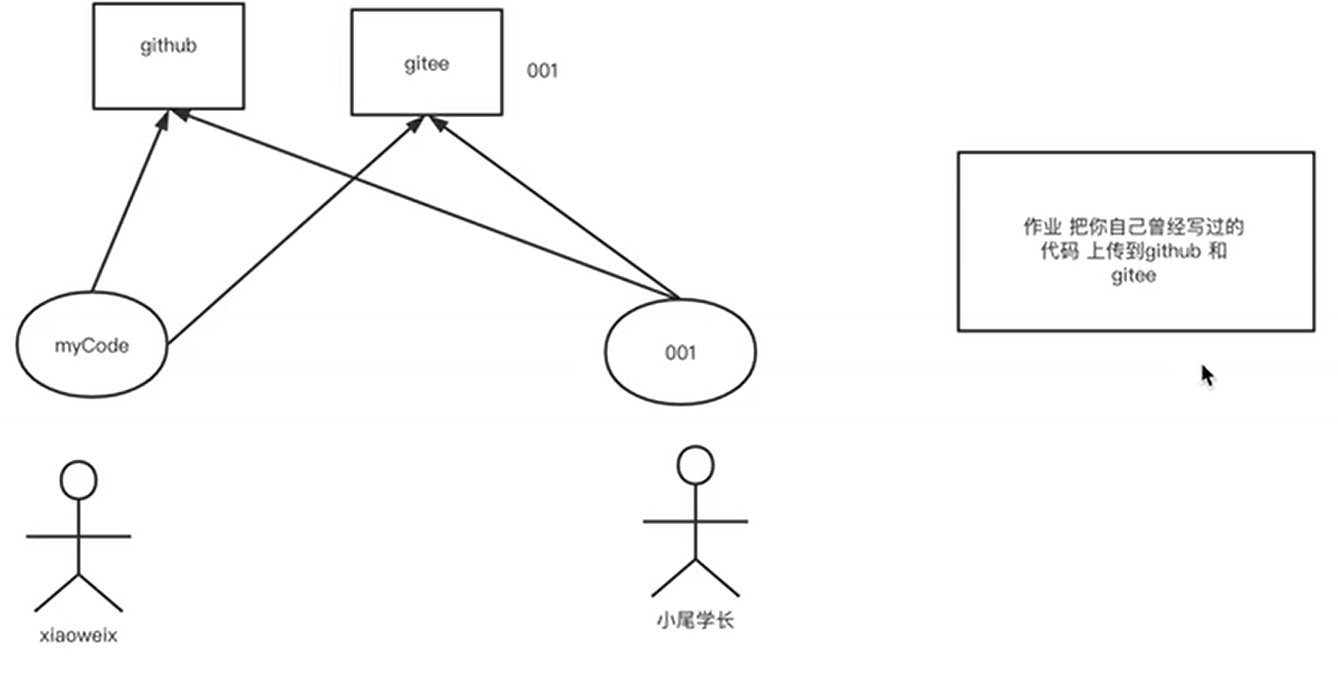 github
gitee
001
作业 把你自己曾经写过的
代码 上传到github 和
gitee
myCode
001
xiaoweix
小尾学长